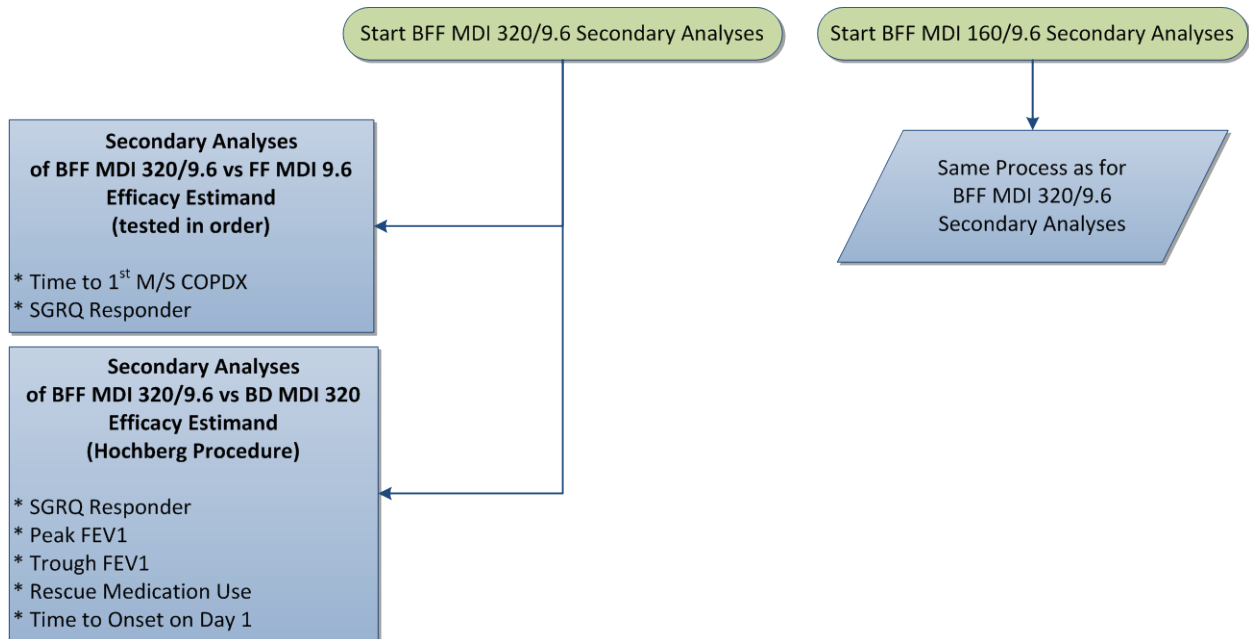 Start BFF MDI 320/9.6 Secondary Analyses
Start BFF MDI 160/9.6 Secondary Analyses
Secondary Analyses
of BFF MDI 320/9.6 vs FF MDI 9.6
Efficacy Estimand
(tested in order)
* Time to 1st M/S COPDX
* SGRQ Responder
Same Process as for
BFF MDI 320/9.6
Secondary Analyses
Secondary Analyses
of BFF MDI 320/9.6 vs BD MDI 320
Efficacy Estimand
(Hochberg Procedure)
* SGRQ Responder
* Peak FEV1
* Trough FEV1
* Rescue Medication Use
* Time to Onset on Day 1